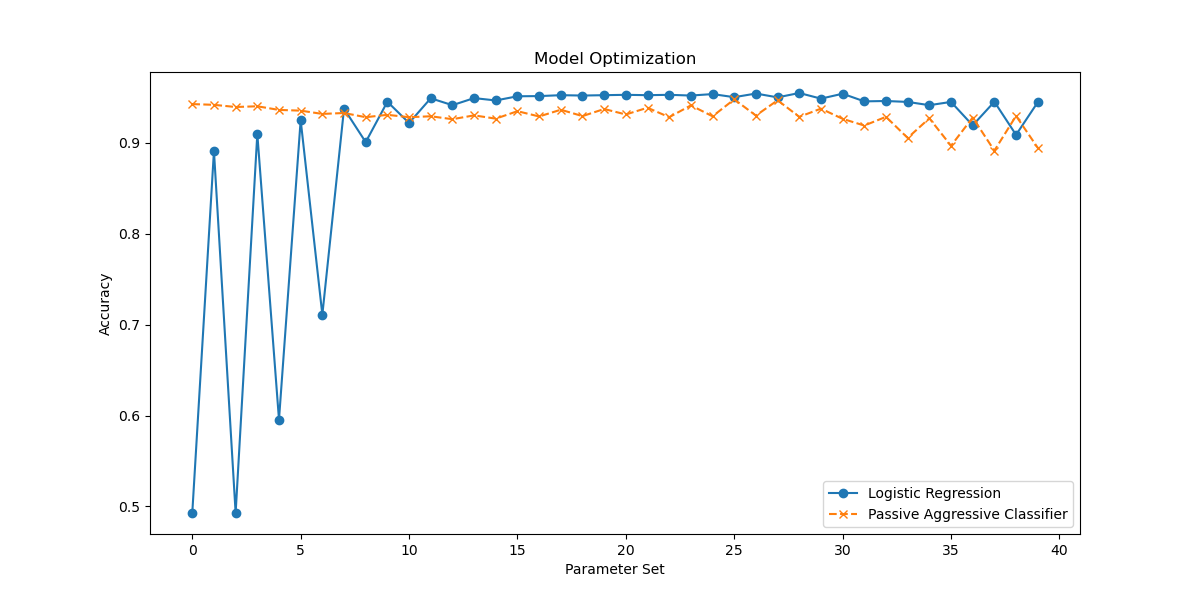 Model Optimization
Accuracy
0.9
0.8
0.7
0.6
0.5
0 5 10 15 20 25 30 35 40
Parameter Set
Logistic Regression
Passive Aggressive Classifier